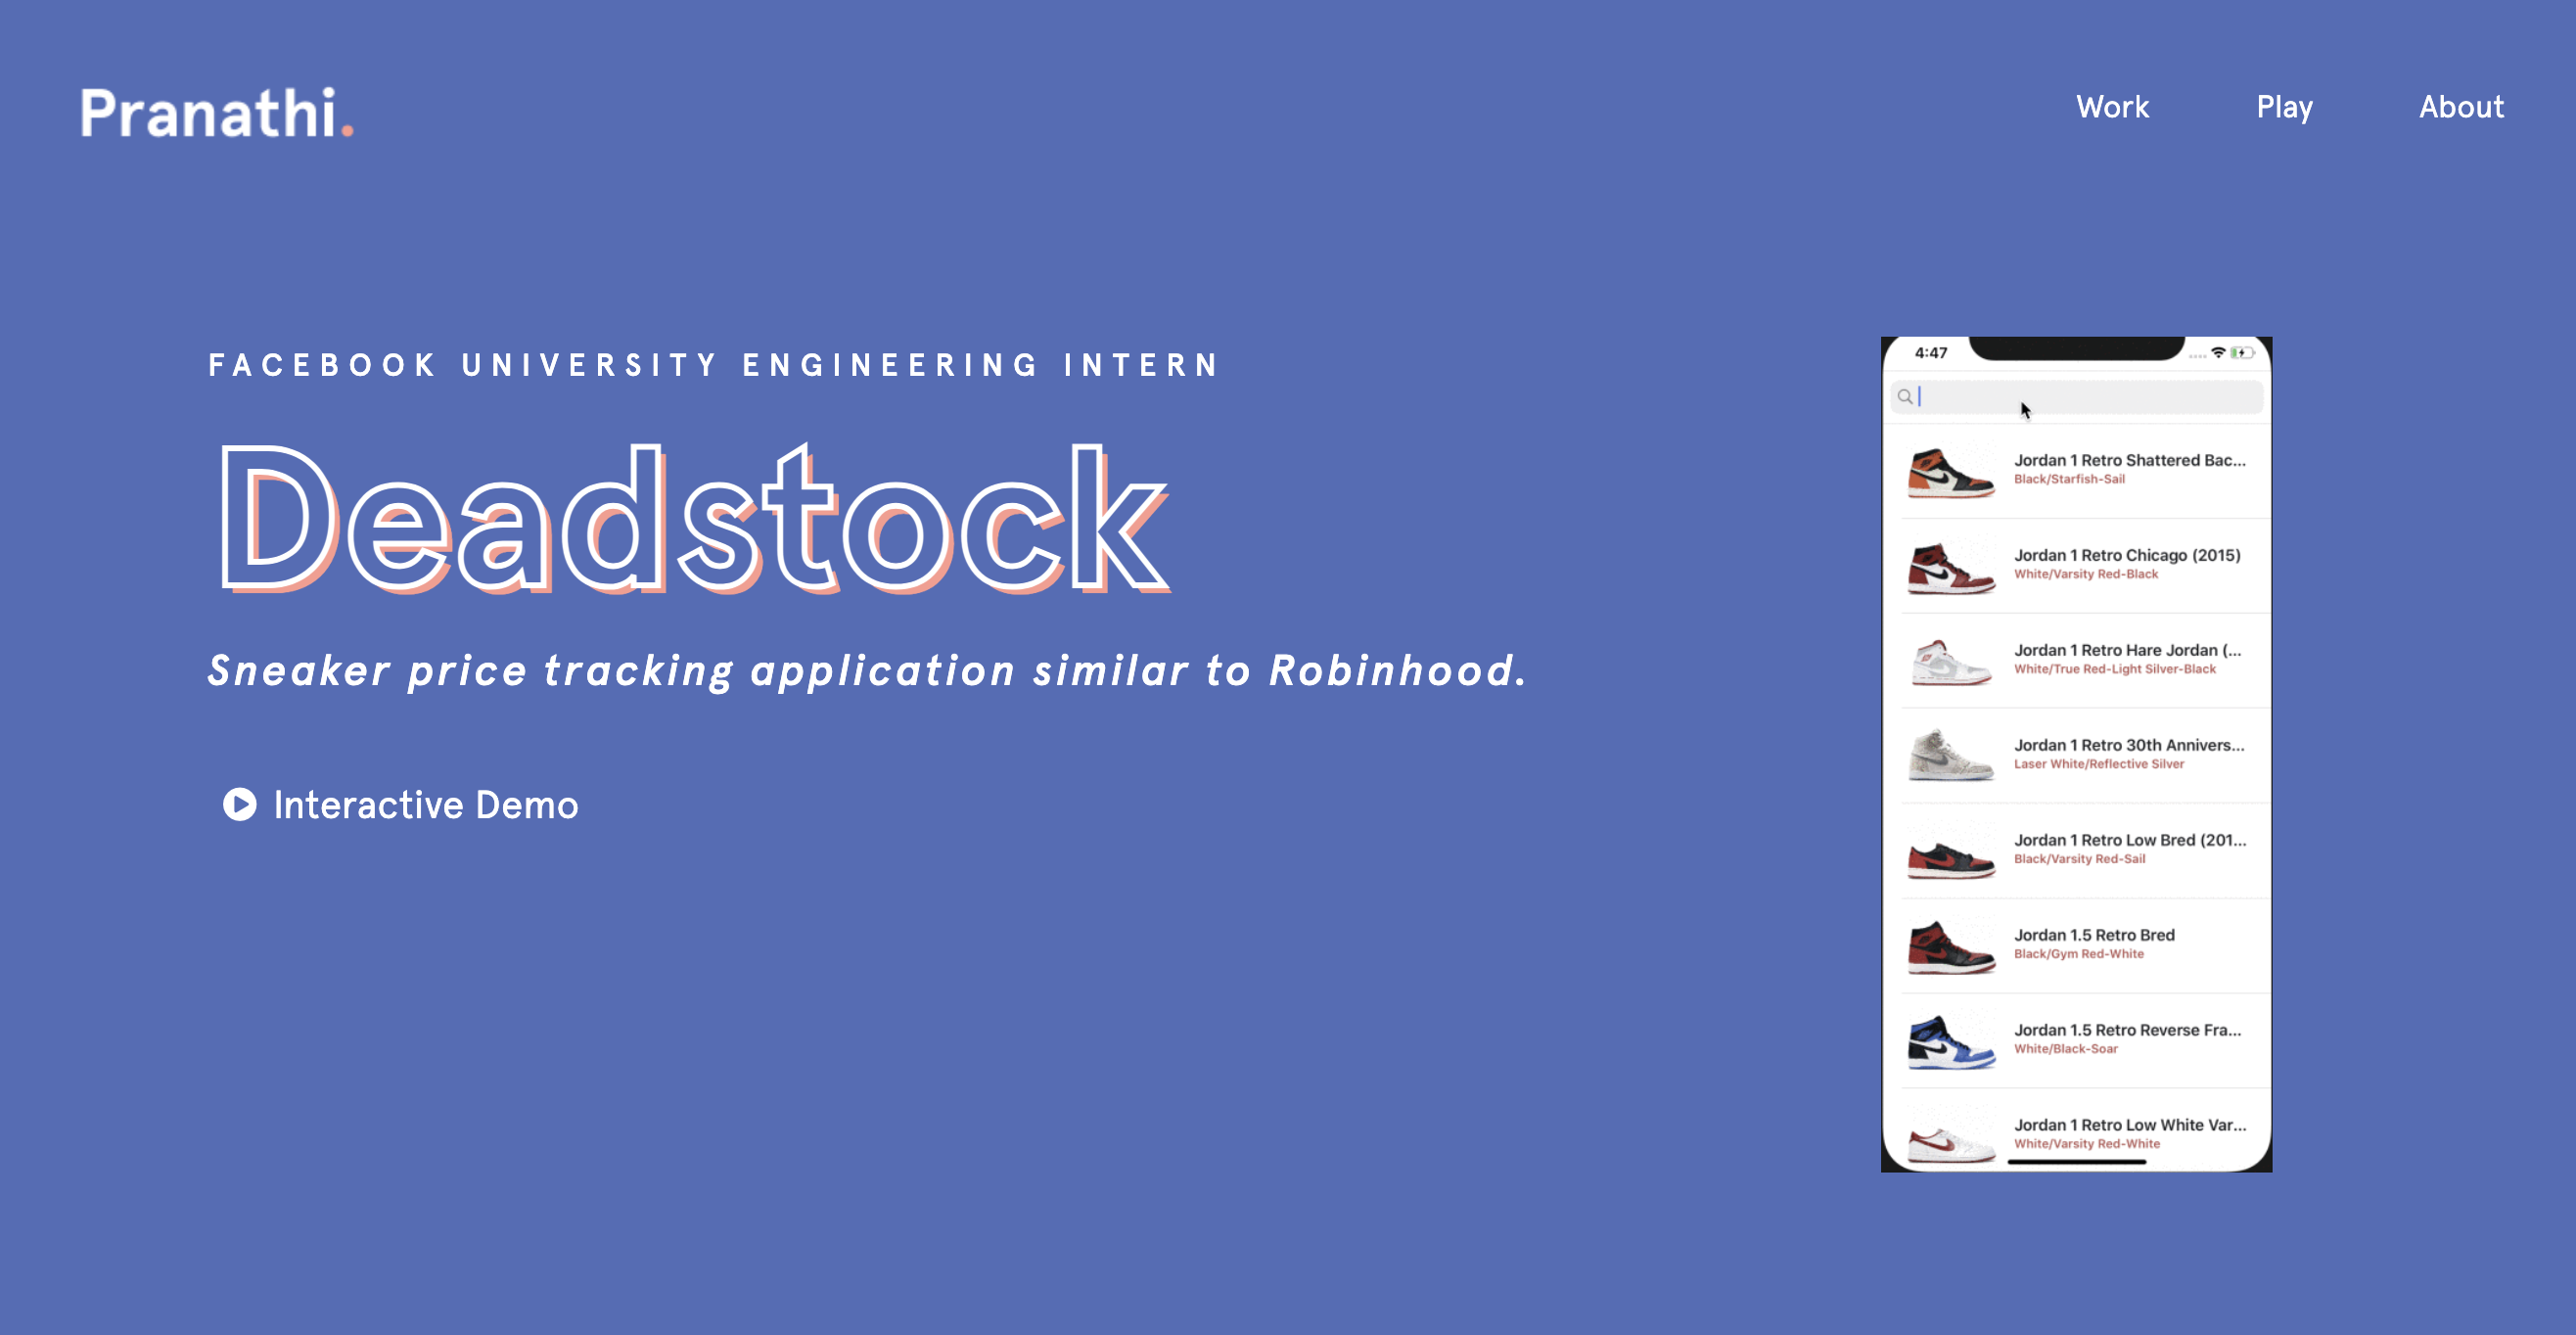 Pranathi.
Work Play About
FACEBOOK UNIVERSITY ENGINEERING INTERN
Deadstock
Sneaker price tracking application similar to Robinhood.
Interactive Demo
4:47
Jordan 1 Retro Shattered Bac...
Black/Starfish-Sail
Jordan 1 Retro Chicago (2015)
White/Varsity Red-Black
Jordan 1 Retro Hare Jordan (...
White/True Red-Light Silver-Black
Jordan 1 Retro 30th Annivers...
Laser White/Reflective Silver
Jordan 1 Retro Low Bred (201...
Black/Varsity Red-Sail
Jordan 1.5 Retro Bred
Black/Gym Red-White
Jordan 1.5 Retro Reverse Fra...
White/Black-Soar
Jordan 1 Retro Low White Var...
White/Varsity Red-White